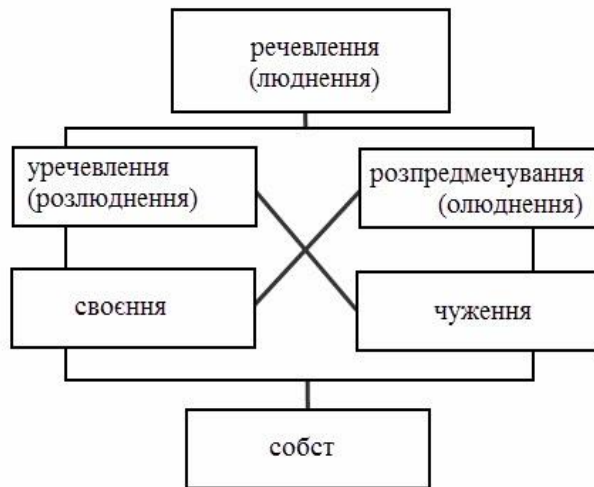 речевлення
(люднення)
уречевлення
(розлюднення)
розпредмечування
(олюднення)
своєння
чуження
собст